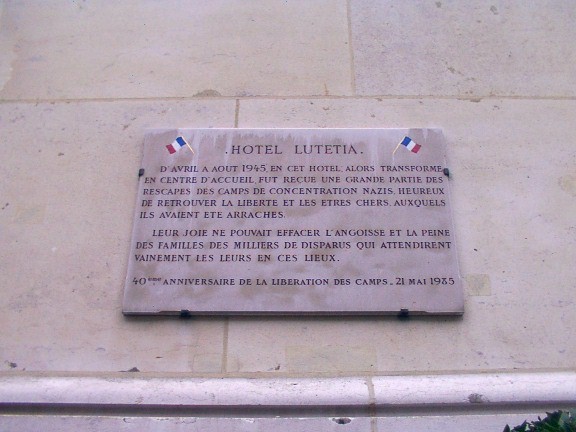 . HOTEL LUTETIA .
D'AVRIL A AOUT 1945, EN CET HOTEL, ALORS TRANSFORME
EN CENTRE D'ACCUEIL, FUT REÇUE UNE GRANDE PARTIE DES
RESCAPES DES CAMPS DE CONCENTRATION NAZIS, HEUREUX
DE RETROUVER LA LIBERTE ET LES ETRES CHERS, AUXQUELS
ILS AVAIENT ETE ARRACHES.
LEUR JOIE NE POUVAIT EFFACER L'ANGOISSE ET LA PEINE
DES FAMILLES DES MILLIERS DE DISPARUS QUI ATTENDIRENT
VAINEMENT LES LEURS EN CES LIEUX.
40ème ANNIVERSAIRE DE LA LIBERATION DES CAMPS. 21 MAI 1985